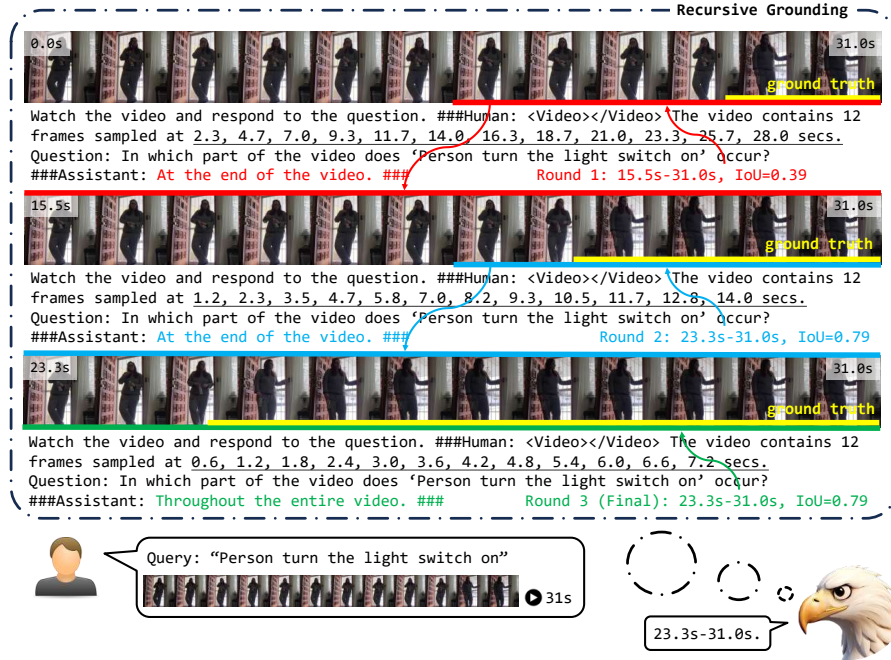 Recursive Grounding
0.0s
31.0s
ground truth
Watch the video and respond to the question. ###Human: <Video></Video> The video contains 12
frames sampled at 2.3, 4.7, 7.0, 9.3, 11.7, 14.0, 16.3, 18.7, 21.0, 23.3, 25.7, 28.0 secs.
Question: In which part of the video does ‘Person turn the light switch on’ occur?
###Assistant: At the end of the video. ###
Round 1: 15.5s-31.0s, IoU=0.39
15.5s
31.0s
ground truth
Watch the video and respond to the question. ###Human: <Video></Video> The video contains 12
frames sampled at 1.2, 2.3, 3.5, 4.7, 5.8, 7.0, 8.2, 9.3, 10.5, 11.7, 12.8, 14.0 secs.
Question: In which part of the video does ‘Person turn the light switch on’ occur?
###Assistant: At the end of the video. ###
Round 2: 23.3s-31.0s, IoU=0.79
23.3s
31.0s
ground truth
Watch the video and respond to the question. ###Human: <Video></Video> The video contains 12
frames sampled at 0.6, 1.2, 1.8, 2.4, 3.0, 3.6, 4.2, 4.8, 5.4, 6.0, 6.6, 7.2 secs.
Question: In which part of the video does ‘Person turn the light switch on’ occur?
###Assistant: Throughout the entire video. ###
Round 3 (Final): 23.3s-31.0s, IoU=0.79
Query: “Person turn the light switch on”
31s
23.3s-31.0s.